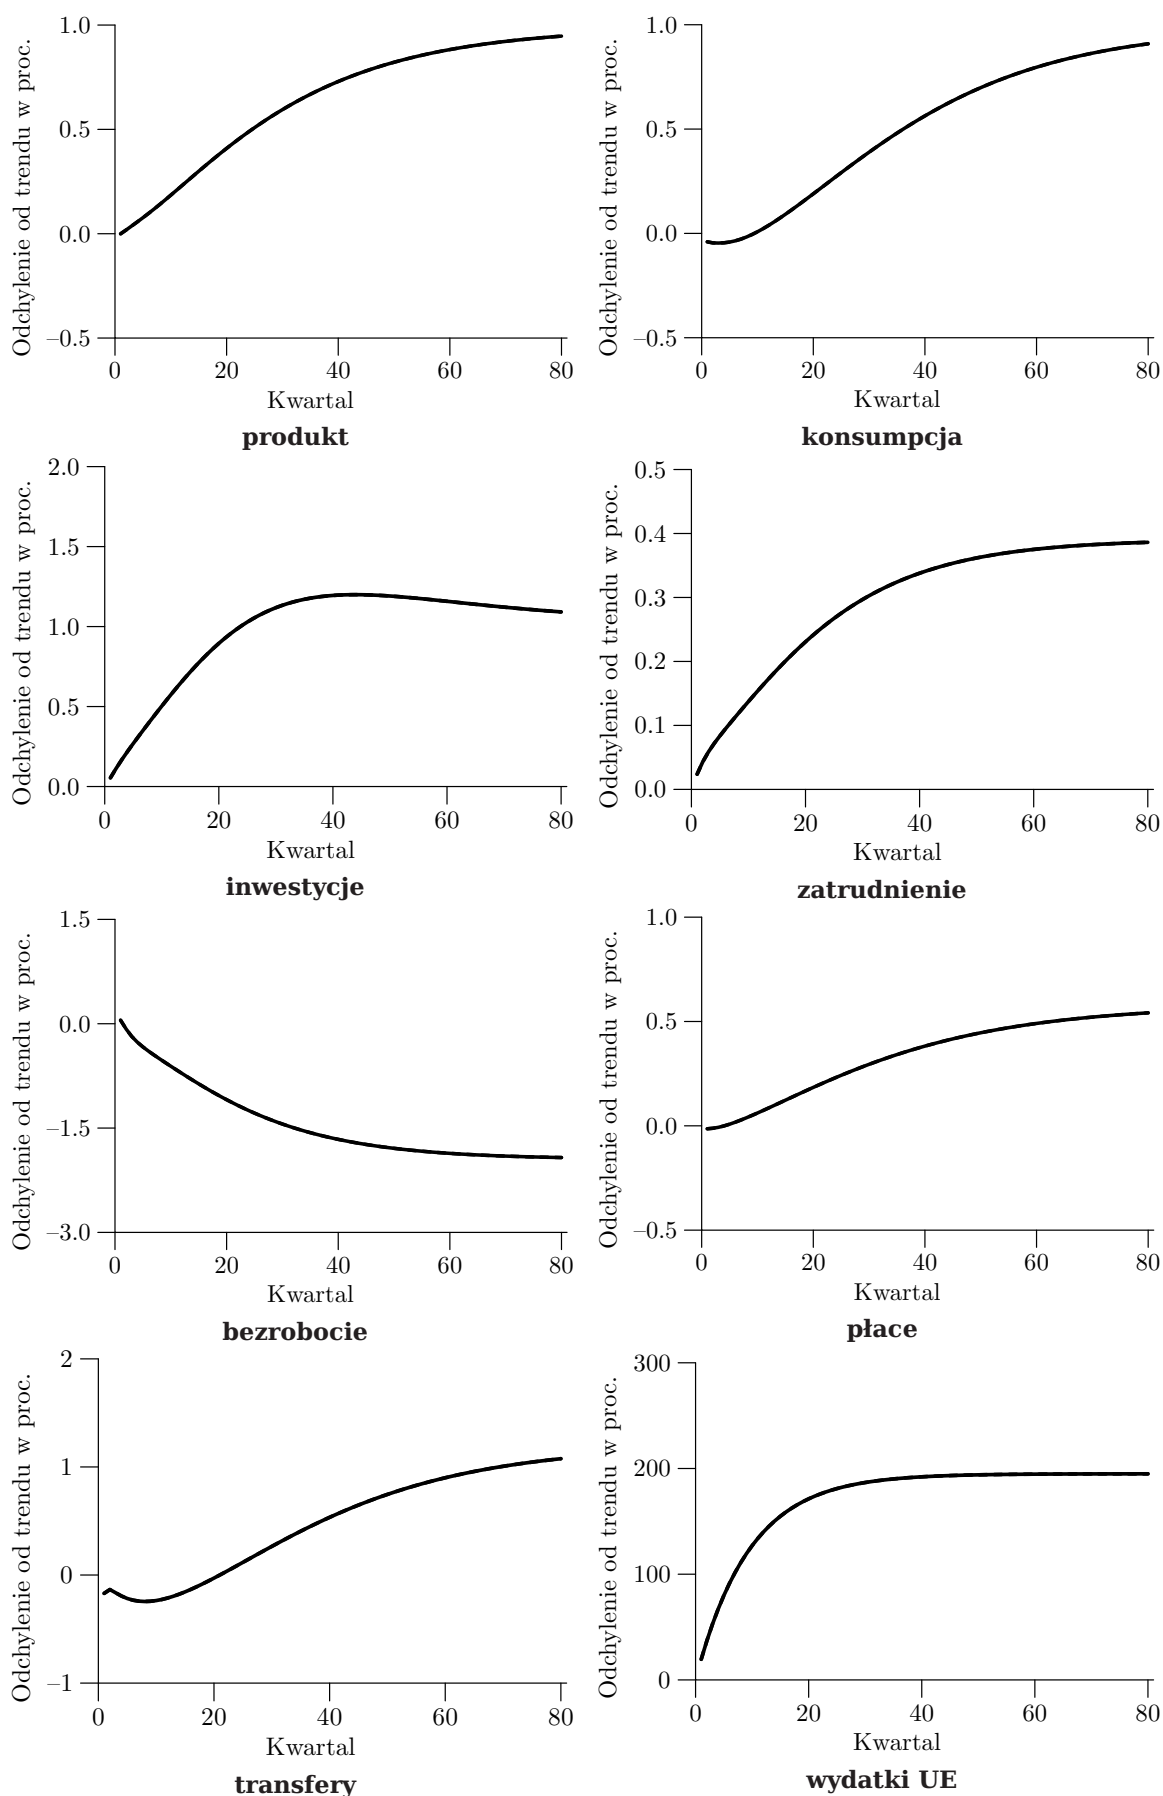 Odchylenie od trendu w proc.
1.0
0.5
0.0
–0.5
0 20 40 60 80
Kwartal
produkt
Odchylenie od trendu w proc.
1.0
0.5
0.0
–0.5
0 20 40 60 80
Kwartal
konsumpcja
Odchylenie od trendu w proc.
2.0
1.5
1.0
0.5
0.0
0 20 40 60 80
Kwartal
inwestycje
Odchylenie od trendu w proc.
0.5
0.4
0.3
0.2
0.1
0.0
0 20 40 60 80
Kwartal
zatrudnienie
Odchylenie od trendu w proc.
1.5
0.0
–1.5
–3.0
0 20 40 60 80
Kwartal
bezrobocie
Odchylenie od trendu w proc.
1.0
0.5
0.0
–0.5
0 20 40 60 80
Kwartal
płace
Odchylenie od trendu w proc.
2
1
0
–1
0 20 40 60 80
Kwartal
transfery
Odchylenie od trendu w proc.
300
200
100
0
0 20 40 60 80
Kwartal
wydatki UE